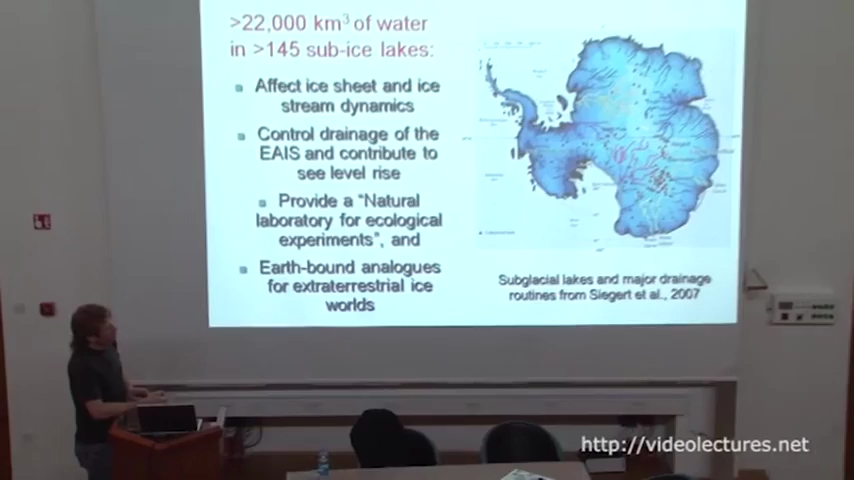 >22,000 km³ of water
in >145 sub-ice lakes:
Affect ice sheet and ice
stream dynamics
Control drainage of the
EAIS and contribute to
see level rise
Provide a “Natural
laboratory for ecological
experiments”, and
Earth-bound analogues
for extraterrestrial ice
worlds
Subglacial lakes and major drainage
routines from Siegert et al., 2007
http://videolectures.net